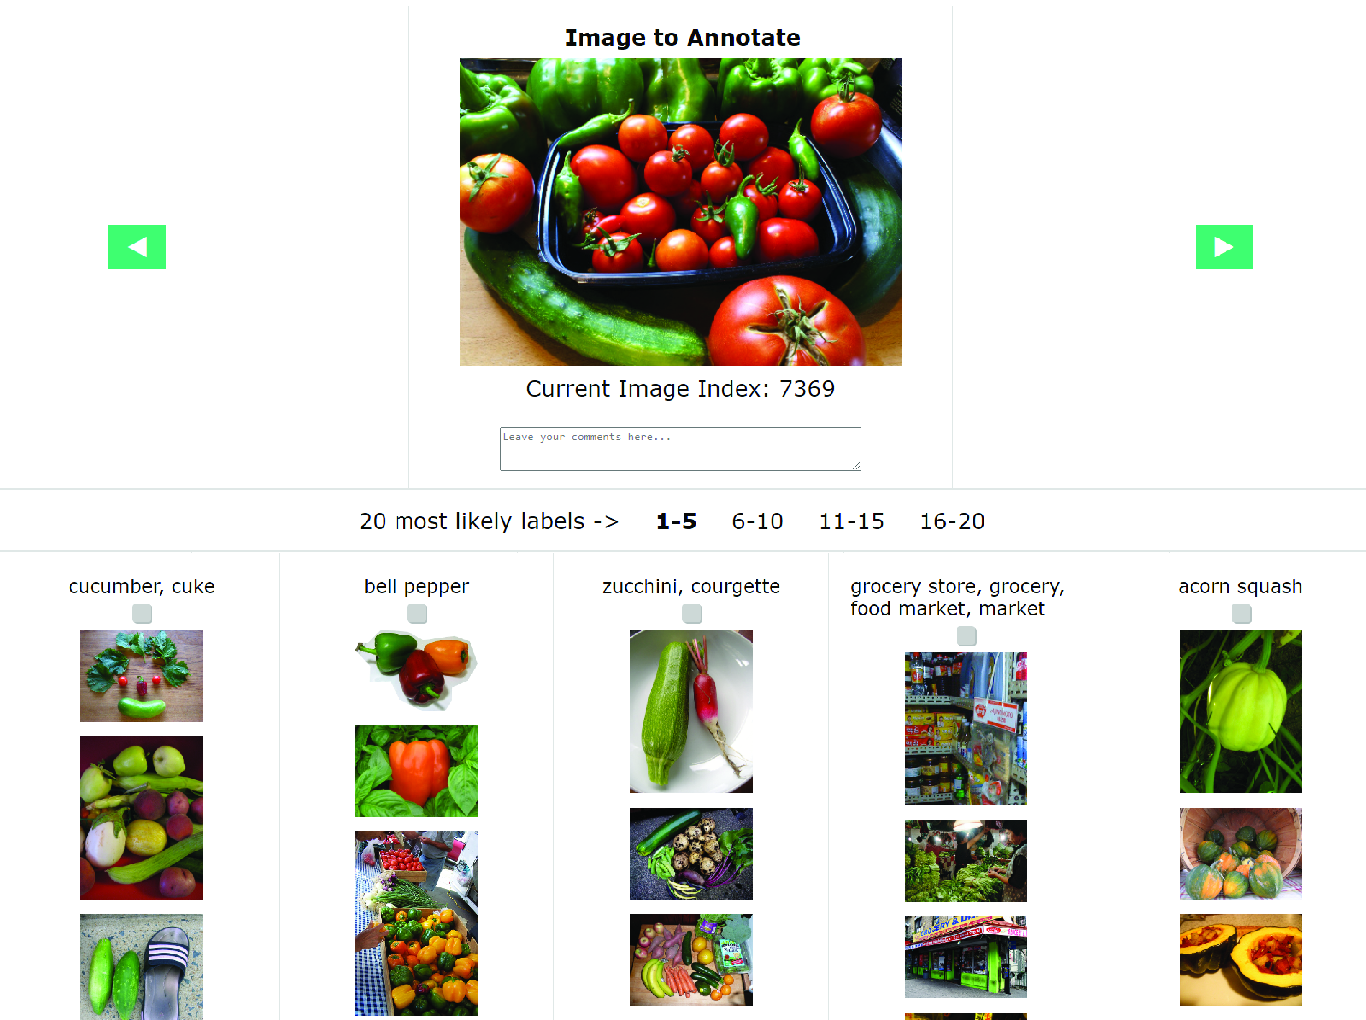 Image to Annotate
Current Image Index: 7369
Leave your comments here...
20 most likely labels -> 1-5 6-10 11-15 16-20
cucumber, cuke
bell pepper
zucchini, courgette
grocery store, grocery,
food market, market
acorn squash